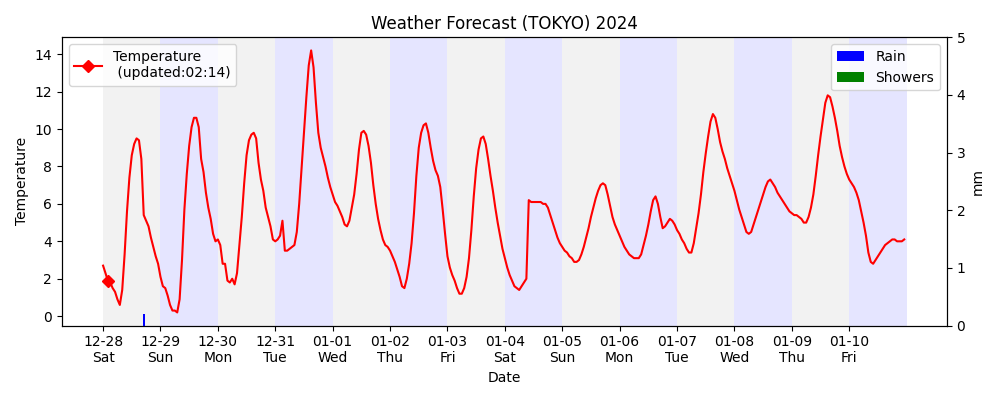 Weather Forecast (TOKYO) 2024
Temperature
(updated:02:14)
Rain
Showers
Temperature
14
12
10
8
6
4
2
0
5
4
3
2
1
0
mm
12-28 12-29 12-30 12-31 01-01 01-02 01-03 01-04 01-05 01-06 01-07 01-08 01-09 01-10
Sat Sun Mon Tue Wed Thu Fri Sat Sun Mon Tue Wed Thu Fri
Date